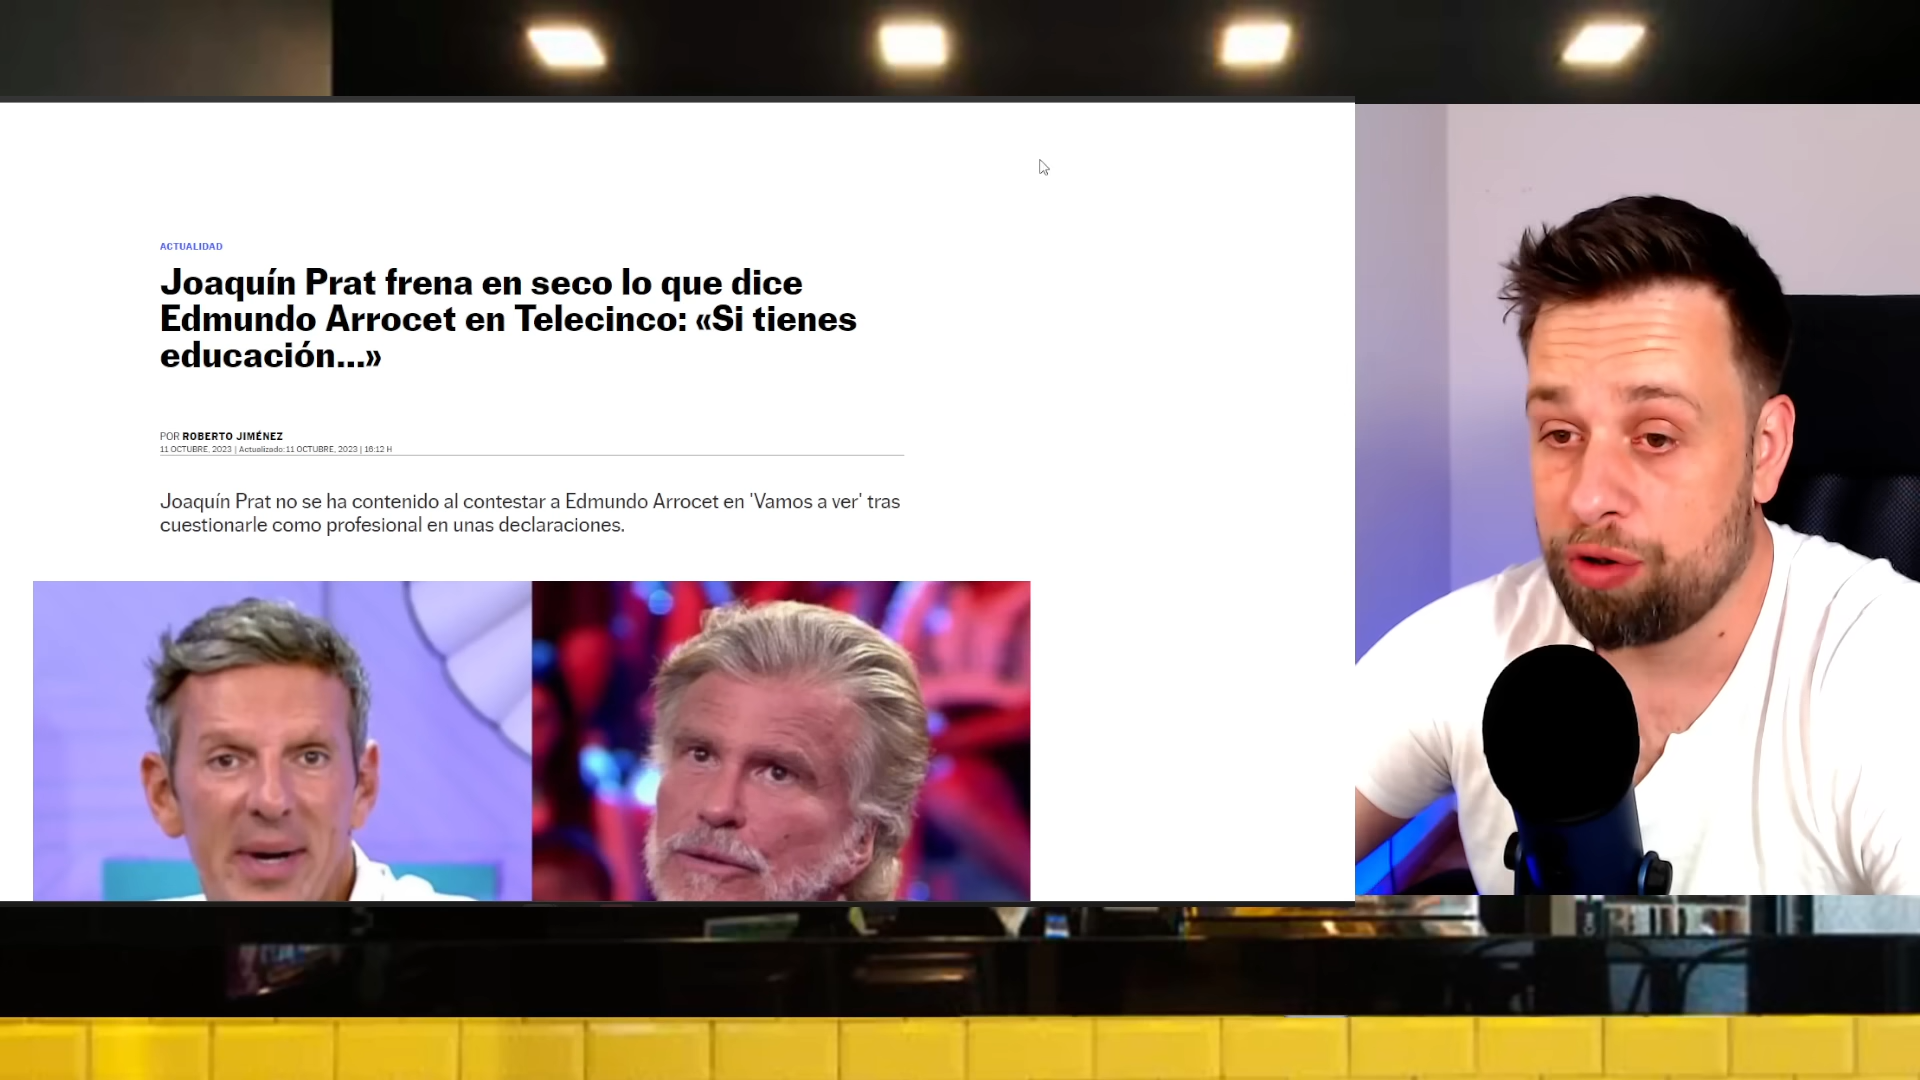 ACTUALIDAD
Joaquín Prat frena en seco lo que dice
Edmundo Arrocet en Telecinco: «Si tienes
educación...»
POR ROBERTO JIMÉNEZ
11 OCTUBRE, 2023 | Actualizado: 11 OCTUBRE, 2023 | 16:12 H
Joaquín Prat no se ha contenido al contestar a Edmundo Arrocet en 'Vamos a ver' tras
cuestionarle como profesional en unas declaraciones.